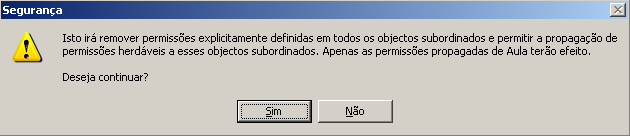 Segurança
Isto irá remover permissões explicitamente definidas em todos os objectos subordinados e permitir a propagação de
permissões herdáveis a esses objectos subordinados. Apenas as permissões propagadas de Aula terão efeito.
Deseja continuar?
Sim
Não